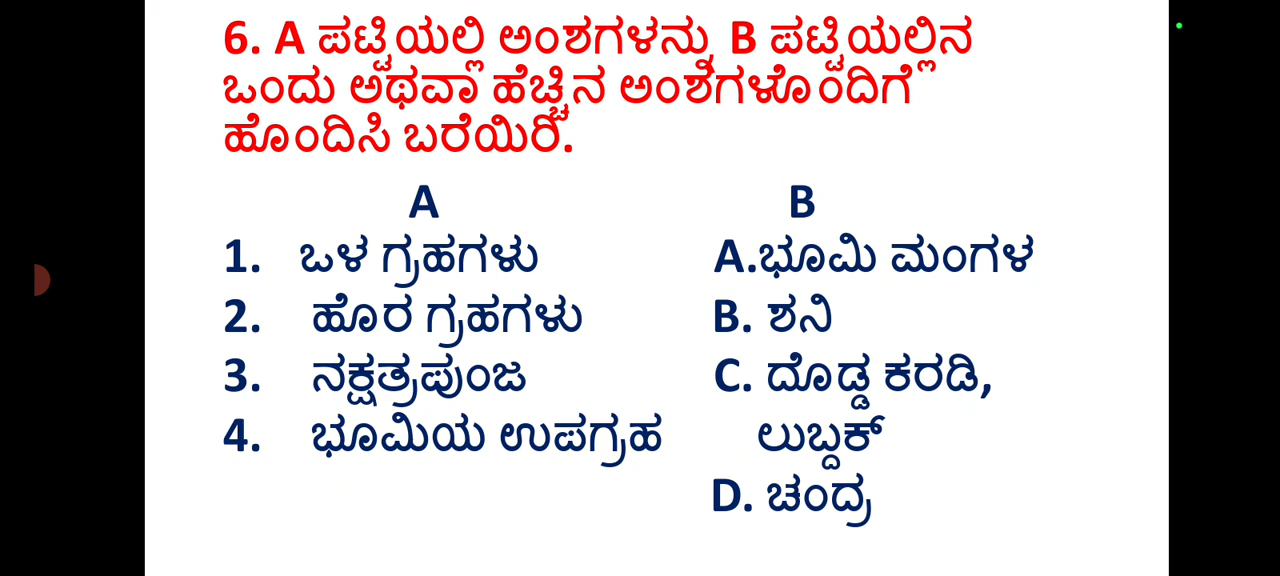 6. A ಪಟ್ಟಿಯಲ್ಲಿ ಅಂಶಗಳನ್ನು B ಪಟ್ಟಿಯಲ್ಲಿನ
ಒಂದು ಅಥವಾ ಹೆಚ್ಚಿನ ಅಂಶಗಳೊಂದಿಗೆ
ಹೊಂದಿಸಿ ಬರೆಯಿರಿ.
A B
1. ಒಳ ಗ್ರಹಗಳು A.ಭೂಮಿ ಮಂಗಳ
2. ಹೊರ ಗ್ರಹಗಳು B. ಶನಿ
3. ನಕ್ಷತ್ರಪುಂಜ C. ದೊಡ್ಡ ಕರಡಿ,
4. ಭೂಮಿಯ ಉಪಗ್ರಹ ಲುಬ್ದಕ್
D. ಚಂದ್ರ